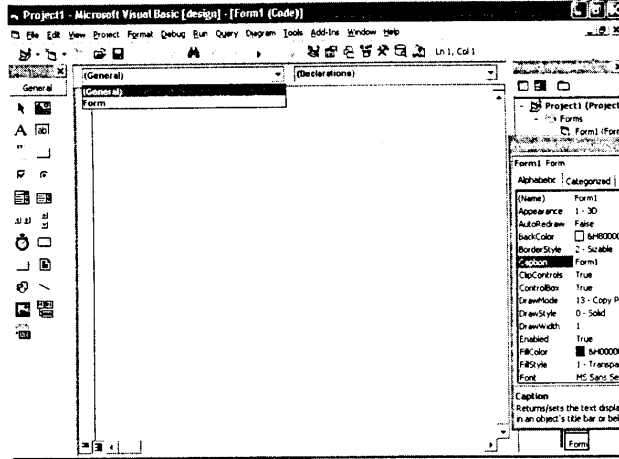 Project1 - Microsoft Visual Basic [design] - [Form1 (Code)]
File Edit View Project Format Debug Run Query Diagram Tools Add-Ins Window Help
Ln 1, Col 1
General
(General)
(Declarations)
(General)
Form
A ab|
Project1 (Project
Forms
Form1 (Form
Form1 Form
Alphabetic Categorized
(Name) Form1
Appearance 1 - 3D
AutoRedraw False
BackColor &H80000
BorderStyle 2 - Sizable
Caption Form1
ClipControls True
ControlBox True
DrawMode 13 - Copy P
DrawStyle 0 - Solid
DrawWidth 1
Enabled True
FillColor &H00000
FillStyle 1 - Transpa
Font MS Sans Se
Caption
Returns/sets the text displa
in an object's title bar or bel
Form